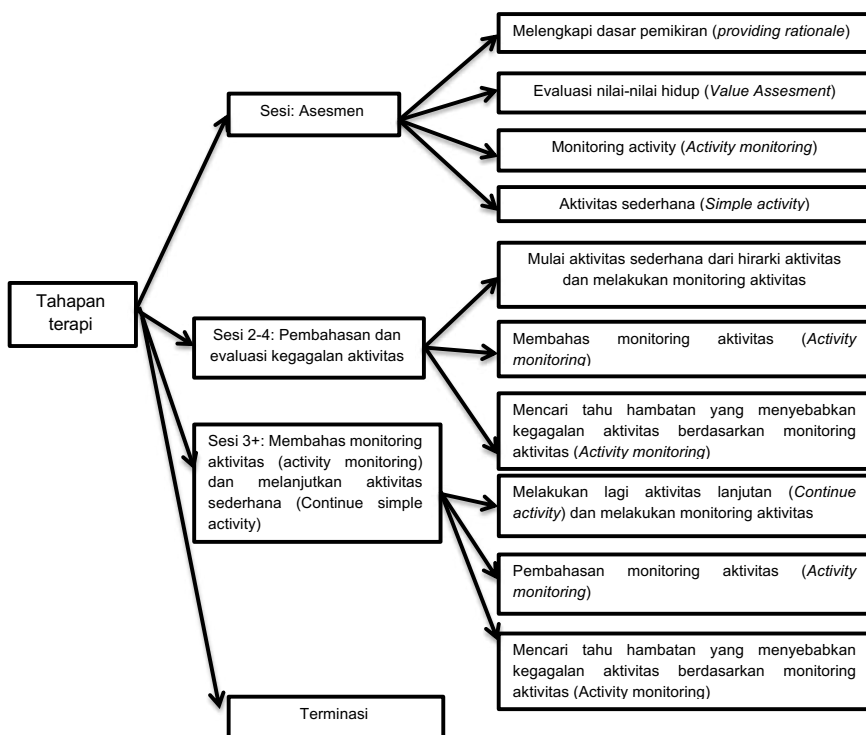 Tahapan
terapi
Sesi: Asesmen
Melengkapi dasar pemikiran (providing rationale)
Evaluasi nilai-nilai hidup (Value Assesment)
Monitoring activity (Activity monitoring)
Aktivitas sederhana (Simple activity)
Sesi 2-4: Pembahasan dan
evaluasi kegagalan aktivitas
Mulai aktivitas sederhana dari hirarki aktivitas
dan melakukan monitoring aktivitas
Membahas monitoring aktivitas (Activity
monitoring)
Mencari tahu hambatan yang menyebabkan
kegagalan aktivitas berdasarkan monitoring
aktivitas (Activity monitoring)
Sesi 3+: Membahas monitoring
aktivitas (activity monitoring)
dan melanjutkan aktivitas
sederhana (Continue simple
activity)
Melakukan lagi aktivitas lanjutan (Continue
activity) dan melakukan monitoring aktivitas
Pembahasan monitoring aktivitas (Activity
monitoring)
Mencari tahu hambatan yang menyebabkan
kegagalan aktivitas berdasarkan monitoring
aktivitas (Activity monitoring)
Terminasi